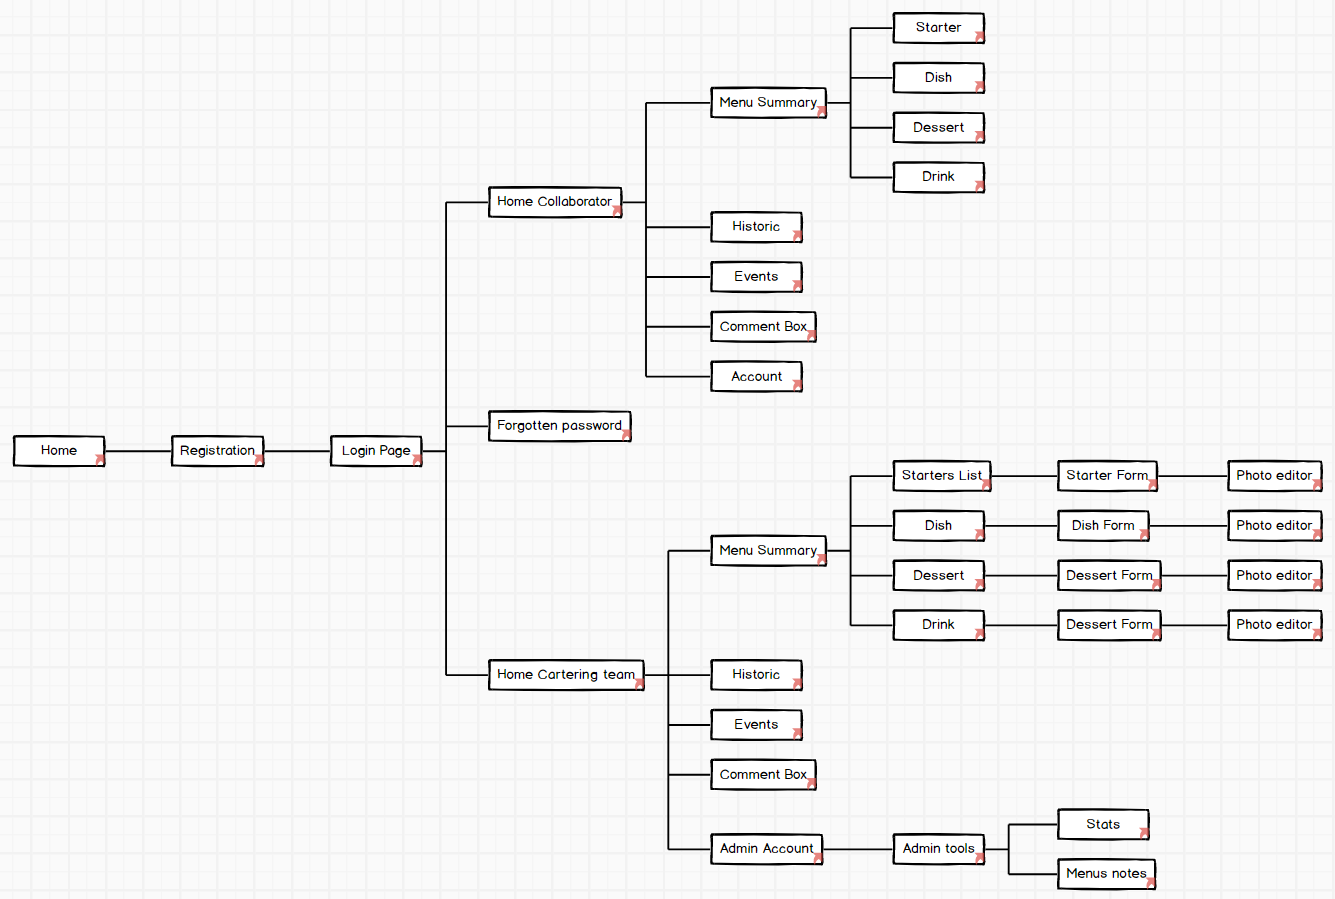 Starter
Dish
Menu Summary
Dessert
Drink
Home Collaborator
Historic
Events
Comment Box
Account
Forgotten password
Home
Registration
Login Page
Starters List
Starter Form
Photo editor
Dish
Dish Form
Photo editor
Menu Summary
Dessert
Dessert Form
Photo editor
Drink
Dessert Form
Photo editor
Home Cartering team
Historic
Events
Comment Box
Stats
Admin Account
Admin tools
Menus notes